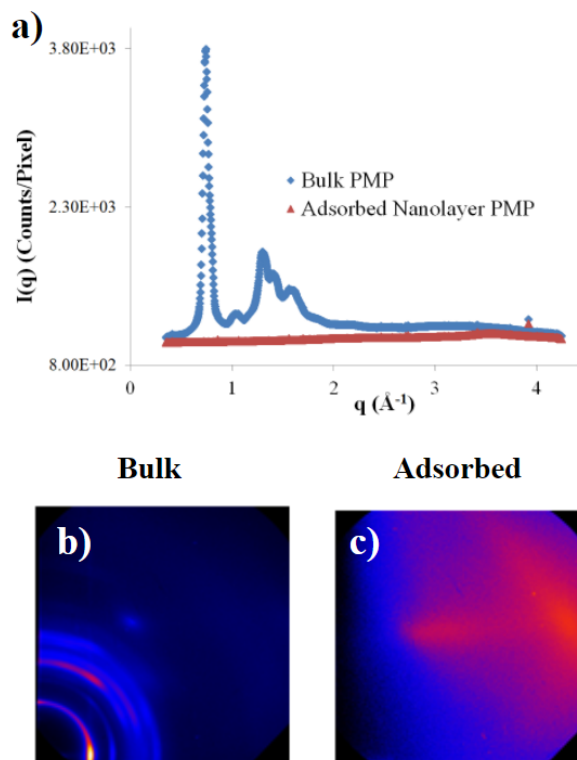 a)
3.80E+03
2.30E+03
8.00E+02
I(q) (Counts/Pixel)
Bulk PMP
Adsorbed Nanolayer PMP
0 1 2 3 4
q (Å⁻¹)
Bulk Adsorbed
b) c)